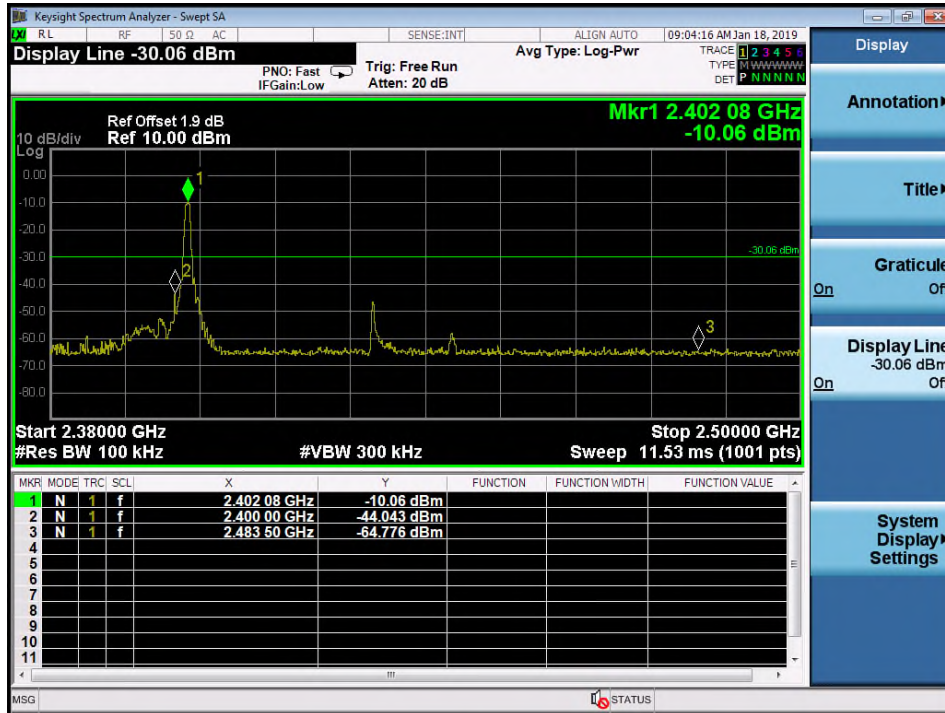 Keysight Spectrum Analyzer - Swept SA
LXI RL RF 50 Ω AC SENSE:INT ALIGN AUTO 09:04:16 AM Jan 18, 2019
Display Line -30.06 dBm
PNO: Fast
IFGain:Low
Trig: Free Run
Atten: 20 dB
Avg Type: Log-Pwr
TRACE 1 2 3 4 5 6
TYPE M W W W W W
DET P N N N N N
Mkr1 2.402 08 GHz
-10.06 dBm
Ref Offset 1.9 dB
10 dB/div Ref 10.00 dBm
Log
0.00
-10.0
-20.0
-30.0
-40.0
-50.0
-60.0
-70.0
-80.0
1
2
3
-30.06 dBm
Start 2.38000 GHz Stop 2.50000 GHz
#Res BW 100 kHz #VBW 300 kHz Sweep 11.53 ms (1001 pts)
MKR MODE TRC SCL X Y FUNCTION FUNCTION WIDTH FUNCTION VALUE
1 N 1 f 2.402 08 GHz -10.06 dBm
2 N 1 f 2.400 00 GHz -44.043 dBm
3 N 1 f 2.483 50 GHz -64.776 dBm
4
5
6
7
8
9
10
11
MSG STATUS
Display
Annotation
Title
Graticule
On Off
Display Line
-30.06 dBm
On Off
System
Display
Settings